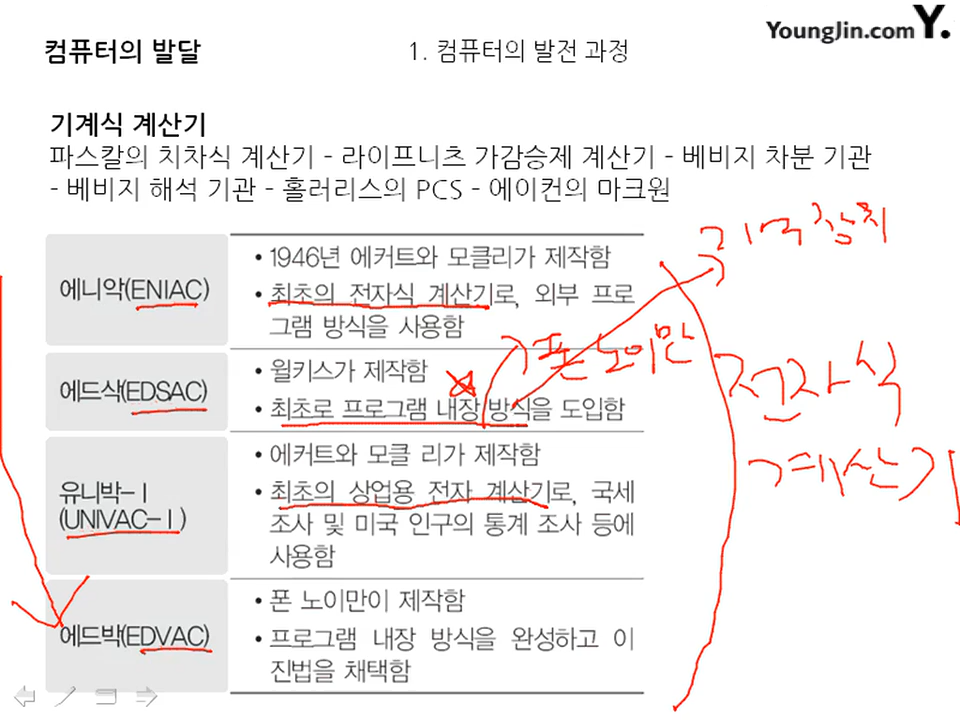 YoungJin.com Y.
컴퓨터의 발달
1. 컴퓨터의 발전 과정
기계식 계산기
파스칼의 치차식 계산기 - 라이프니츠 가감승제 계산기 - 베비지 차분 기관
- 베비지 해석 기관 - 홀러리스의 PCS - 에이컨의 마크원
에니악(ENIAC)
• 1946년 에커트와 모클리가 제작함
• 최초의 전자식 계산기로, 외부 프로
그램 방식을 사용함
에드삭(EDSAC)
• 윌키스가 제작함
• 최초로 프로그램 내장 방식을 도입함
유니박-Ⅰ
(UNIVAC-Ⅰ)
• 에커트와 모클 리가 제작함
• 최초의 상업용 전자 계산기로, 국세
조사 및 미국 인구의 통계 조사 등에
사용함
에드박(EDVAC)
• 폰 노이만이 제작함
• 프로그램 내장 방식을 완성하고 이
진법을 채택함
기억장치
폰노이만
전자식
계산기